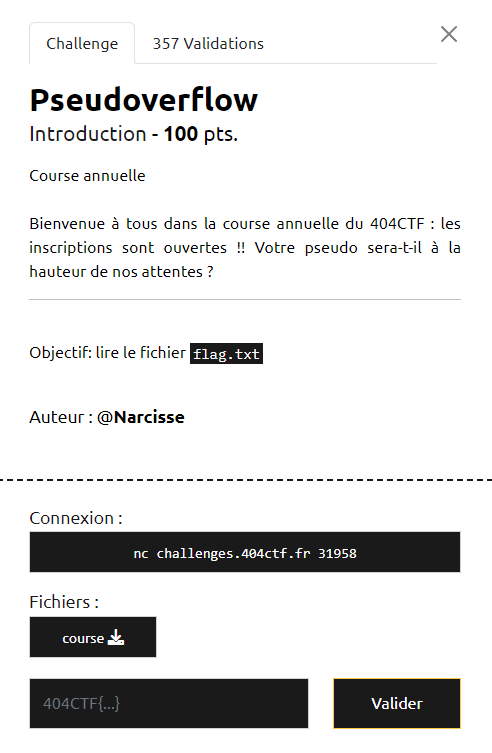 Challenge
357 Validations
Pseudoverflow
Introduction - 100 pts.
Course annuelle
Bienvenue à tous dans la course annuelle du 404CTF : les
inscriptions sont ouvertes !! Votre pseudo sera-t-il à la
hauteur de nos attentes ?
Objectif: lire le fichier flag.txt
Auteur : @Narcisse
Connexion :
nc challenges.404ctf.fr 31958
Fichiers :
course
404CTF{...}
Valider